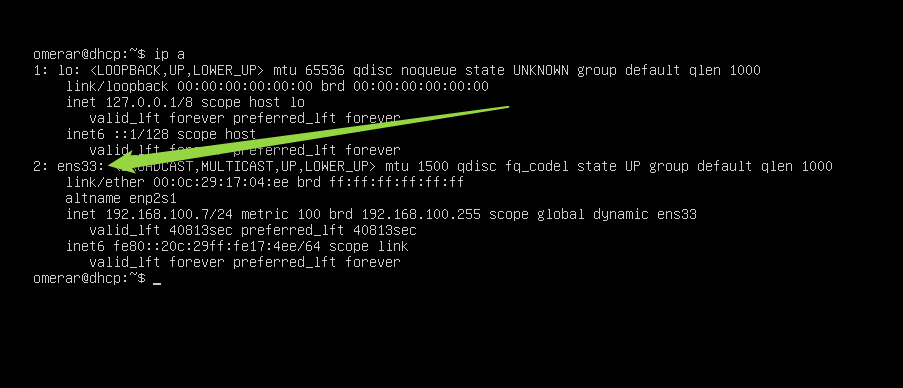 omerar@dhcp:~$ ip a
1: lo: <LOOPBACK,UP,LOWER_UP> mtu 65536 qdisc noqueue state UNKNOWN group default qlen 1000
link/loopback 00:00:00:00:00:00 brd 00:00:00:00:00:00
inet 127.0.0.1/8 scope host lo
valid_lft forever preferred_lft forever
inet6 ::1/128 scope host
valid_lft forever preferred_lft forever
2: ens33: ADCAST,MULTICAST,UP,LOWER_UP> mtu 1500 qdisc fq_codel state UP group default qlen 1000
link/ether 00:0c:29:17:04:ee brd ff:ff:ff:ff:ff:ff
altname enp2s1
inet 192.168.100.7/24 metric 100 brd 192.168.100.255 scope global dynamic ens33
valid_lft 40813sec preferred_lft 40813sec
inet6 fe80::20c:29ff:fe17:4ee/64 scope link
valid_lft forever preferred_lft forever
omerar@dhcp:~$ _